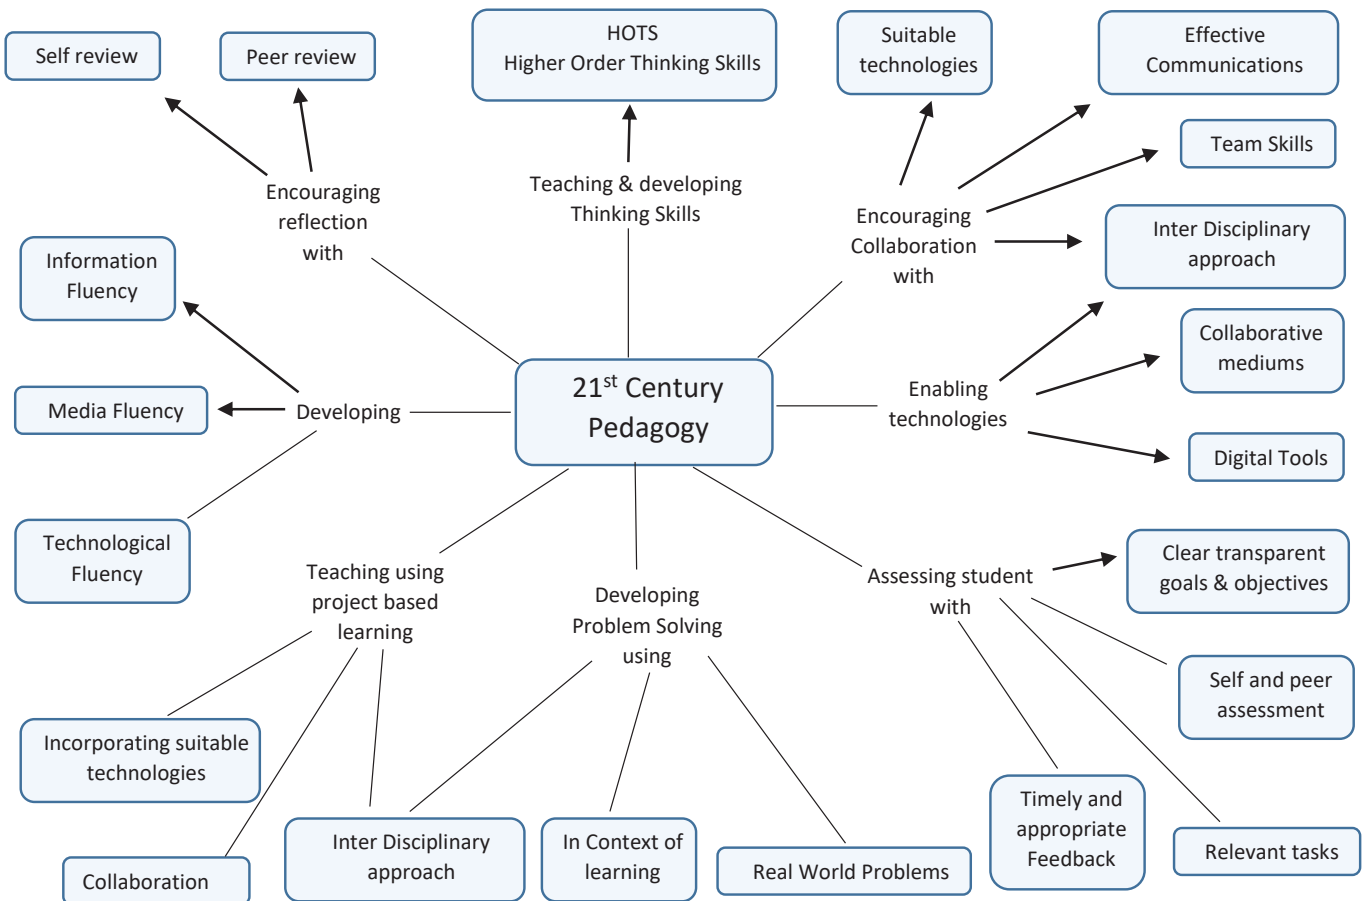 Self review
Peer review
HOTS
Higher Order Thinking Skills
Suitable
technologies
Effective
Communications
Team Skills
Encouraging
reflection
with
Teaching & developing
Thinking Skills
Encouraging
Collaboration
with
Inter Disciplinary
approach
Information
Fluency
Collaborative
mediums
21st Century
Pedagogy
Enabling
technologies
Media Fluency
Developing
Digital Tools
Technological
Fluency
Teaching using
project based
learning
Developing
Problem Solving
using
Assessing student
with
Clear transparent
goals & objectives
Self and peer
assessment
Incorporating suitable
technologies
Collaboration
Inter Disciplinary
approach
In Context of
learning
Real World Problems
Timely and
appropriate
Feedback
Relevant tasks